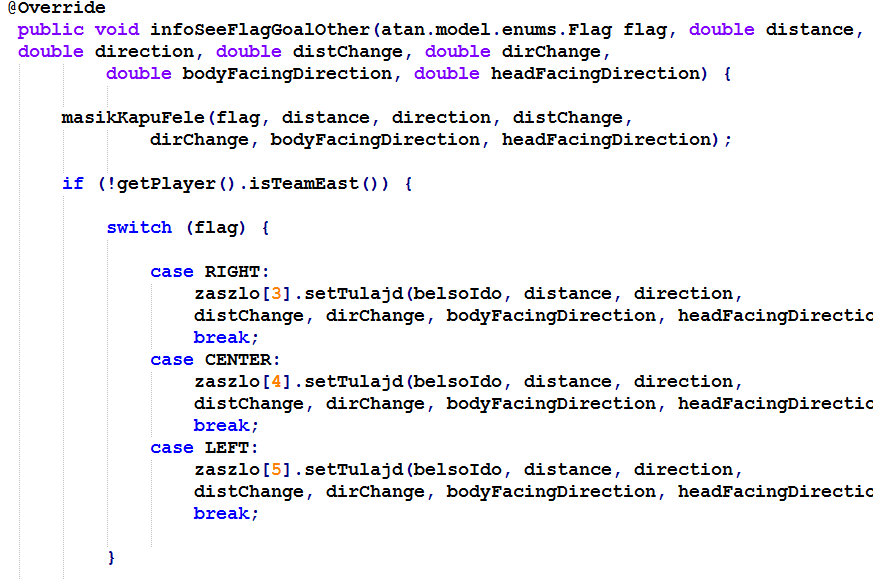 @Override
public void infoSeeFlagGoalOther(atan.model.enums.Flag flag, double distance,
double direction, double distChange, double dirChange,
double bodyFacingDirection, double headFacingDirection) {
masikKapuFele(flag, distance, direction, distChange,
dirChange, bodyFacingDirection, headFacingDirection);
if (!getPlayer().isTeamEast()) {
switch (flag) {
case RIGHT:
zaszlo[3].setTulajd(belsoIdo, distance, direction,
distChange, dirChange, bodyFacingDirection, headFacingDirectio
break;
case CENTER:
zaszlo[4].setTulajd(belsoIdo, distance, direction,
distChange, dirChange, bodyFacingDirection, headFacingDirectio
break;
case LEFT:
zaszlo[5].setTulajd(belsoIdo, distance, direction,
distChange, dirChange, bodyFacingDirection, headFacingDirectio
break;
}